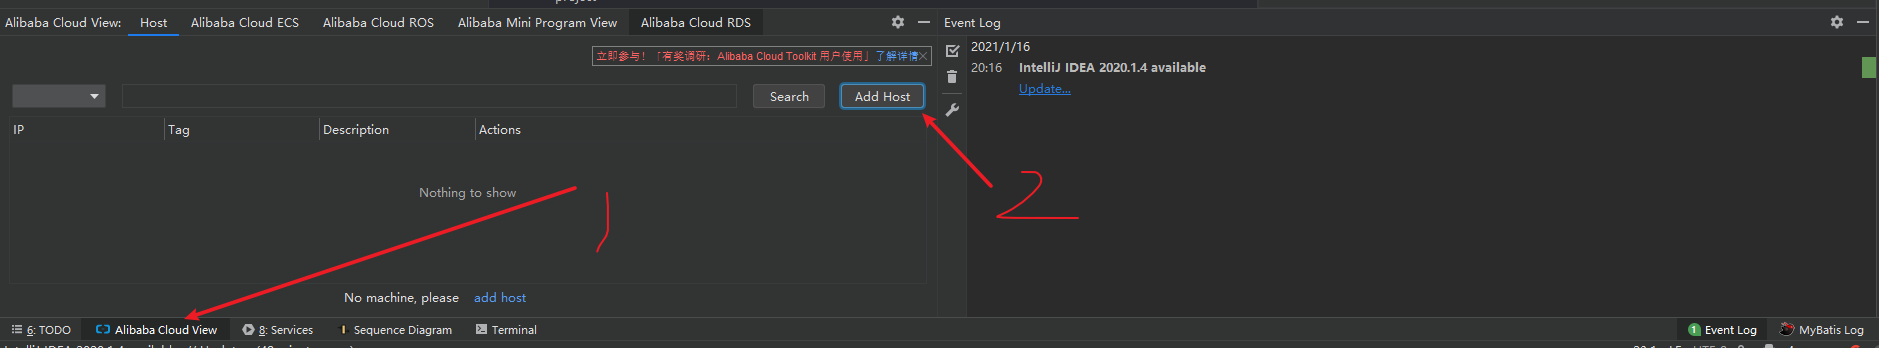 project
Alibaba Cloud View: Host Alibaba Cloud ECS Alibaba Cloud ROS Alibaba Mini Program View Alibaba Cloud RDS
Event Log
立即参与!「有奖调研: Alibaba Cloud Toolkit 用户使用」了解详情
Search Add Host
IP Tag Description Actions
Nothing to show
No machine, please add host
2021/1/16
20:16 IntelliJ IDEA 2020.1.4 available
Update...
1
2
6: TODO Alibaba Cloud View 8: Services Sequence Diagram Terminal
1 Event Log MyBatis Log